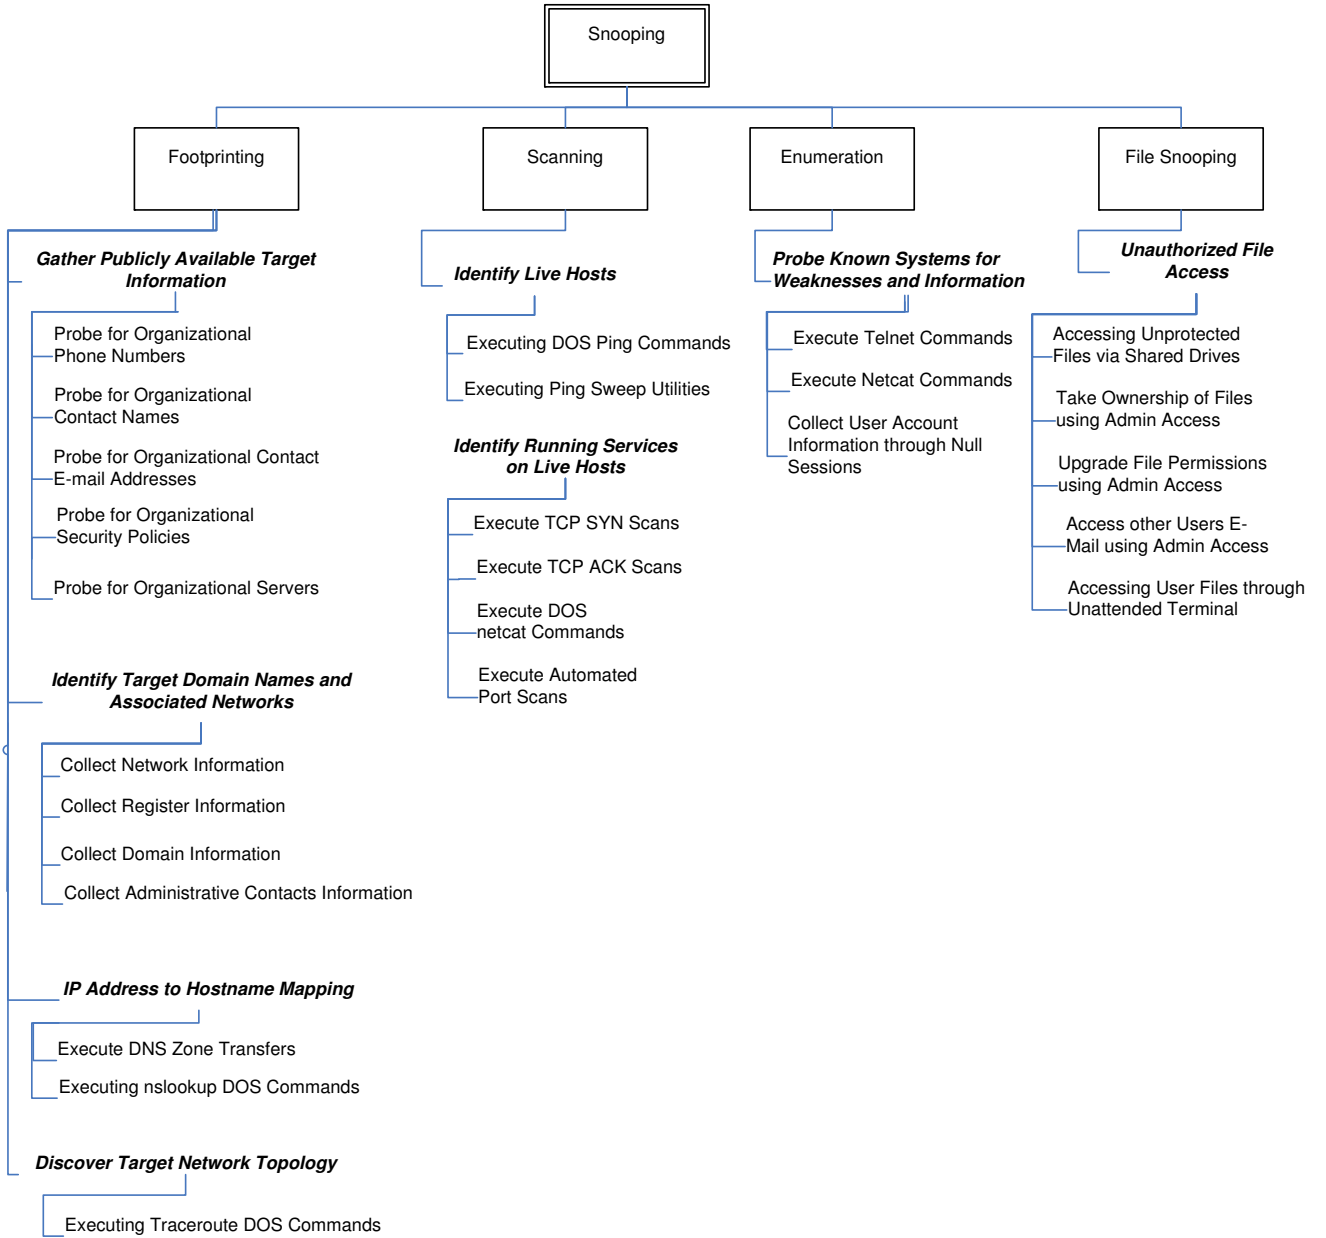 Snooping
Footprinting
Gather Publicly Available Target
Information
Probe for Organizational
Phone Numbers
Probe for Organizational
Contact Names
Probe for Organizational Contact
E-mail Addresses
Probe for Organizational
Security Policies
Probe for Organizational Servers
Identify Target Domain Names and
Associated Networks
Collect Network Information
Collect Register Information
Collect Domain Information
Collect Administrative Contacts Information
IP Address to Hostname Mapping
Execute DNS Zone Transfers
Executing nslookup DOS Commands
Discover Target Network Topology
Executing Traceroute DOS Commands
Scanning
Identify Live Hosts
Executing DOS Ping Commands
Executing Ping Sweep Utilities
Identify Running Services
on Live Hosts
Execute TCP SYN Scans
Execute TCP ACK Scans
Execute DOS
netcat Commands
Execute Automated
Port Scans
Enumeration
Probe Known Systems for
Weaknesses and Information
Execute Telnet Commands
Execute Netcat Commands
Collect User Account
Information through Null
Sessions
File Snooping
Unauthorized File
Access
Accessing Unprotected
Files via Shared Drives
Take Ownership of Files
using Admin Access
Upgrade File Permissions
using Admin Access
Access other Users E-
Mail using Admin Access
Accessing User Files through
Unattended Terminal